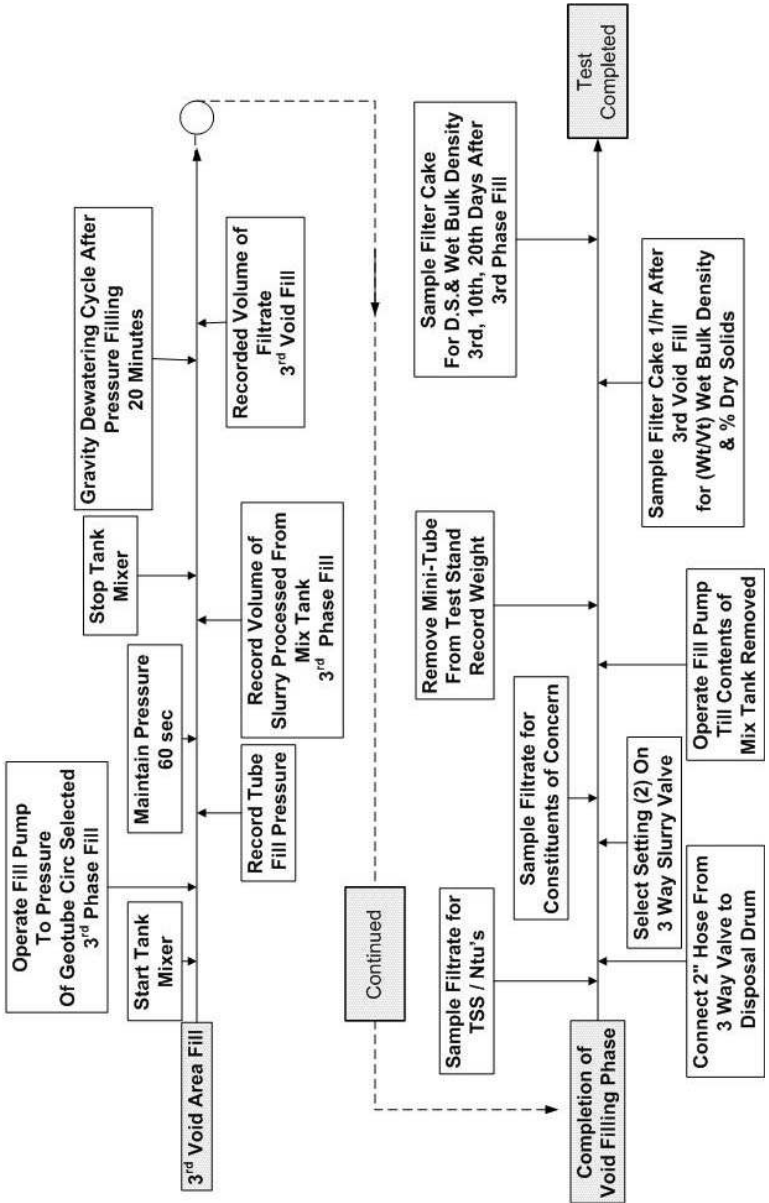 3rd Void Area Fill
Start Tank
Mixer
Operate Fill Pump
To Pressure
Of Geotube Circ Selected
3rd Phase Fill
Record Tube
Fill Pressure
Maintain Pressure
60 sec
Record Volume of
Slurry Processed From
Mix Tank
3rd Phase Fill
Stop Tank
Mixer
Gravity Dewatering Cycle After
Pressure Filling
20 Minutes
Recorded Volume of
Filtrate
3rd Void Fill
Continued
Completion of
Void Filling Phase
Connect 2" Hose From
3 Way Valve to
Disposal Drum
Sample Filtrate for
TSS / Ntu's
Select Setting (2) On
3 Way Slurry Valve
Sample Filtrate for
Constituents of Concern
Operate Fill Pump
Till Contents of
Mix Tank Removed
Remove Mini-Tube
From Test Stand
Record Weight
Sample Filter Cake 1/hr After
3rd Void Fill
for (Wt/Vt) Wet Bulk Density
& % Dry Solids
Sample Filter Cake
For D.S.& Wet Bulk Density
3rd, 10th, 20th Days After
3rd Phase Fill
Test
Completed